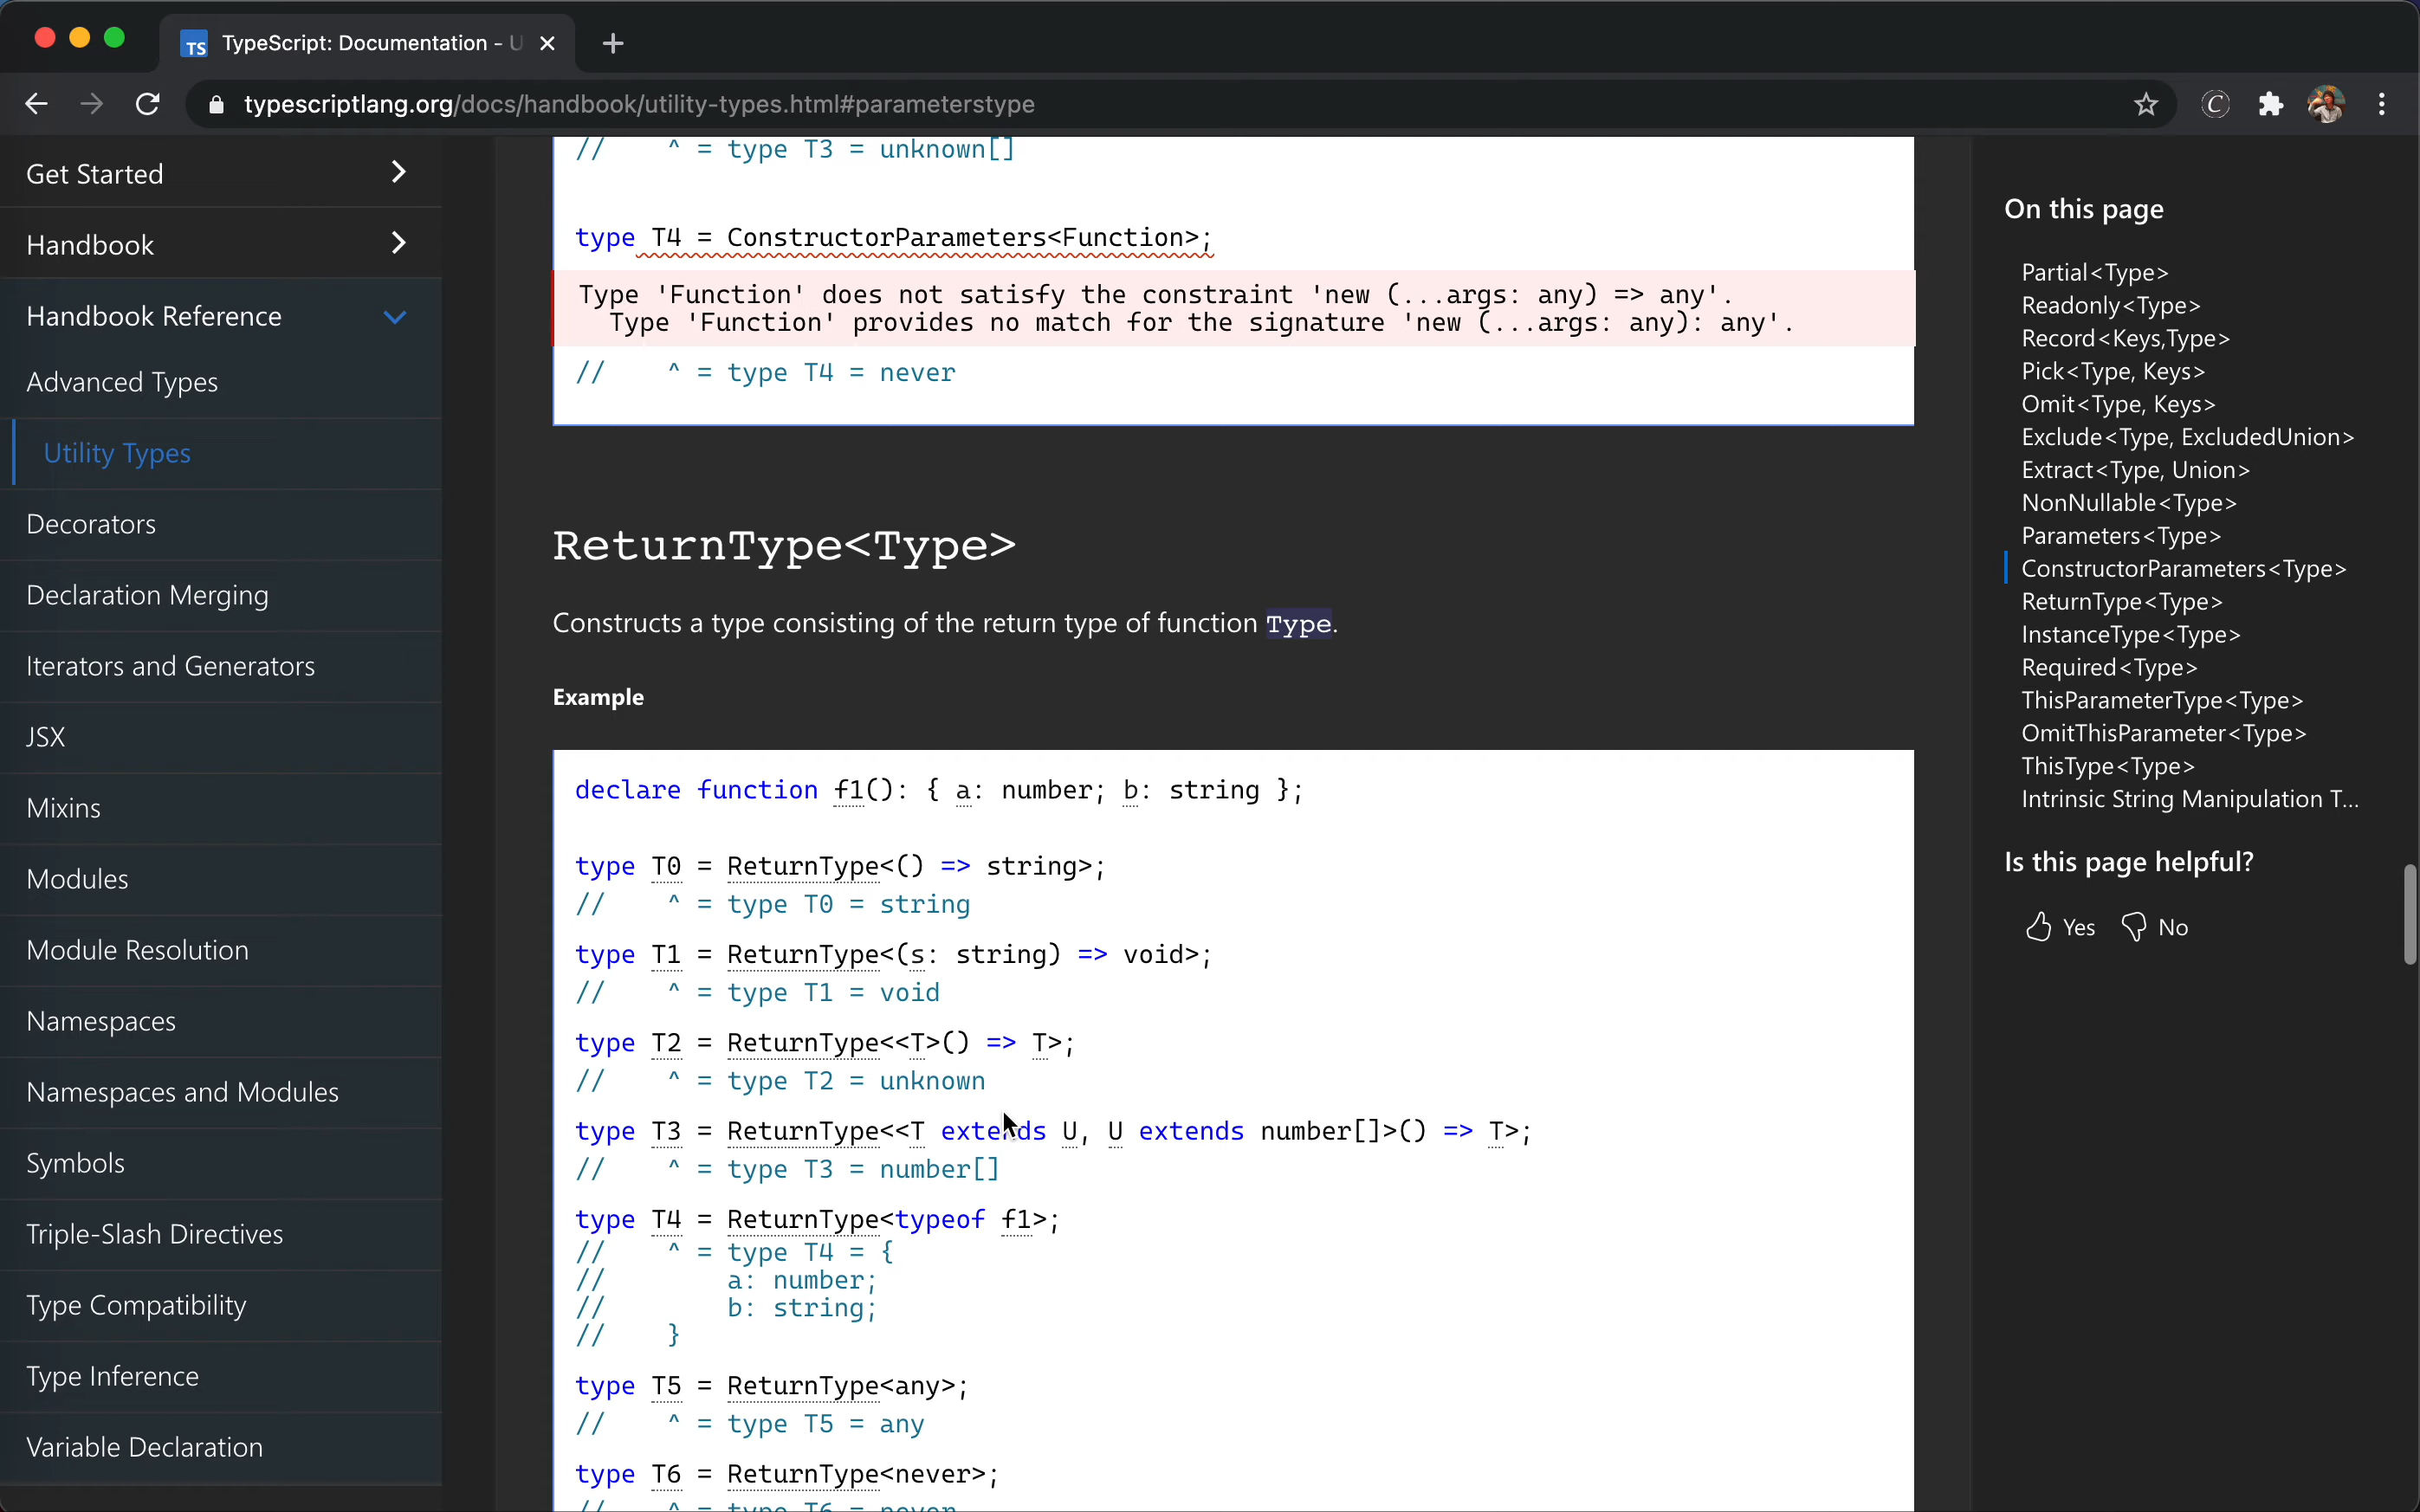 TypeScript: Documentation - U
typescriptlang.org/docs/handbook/utility-types.html#parameterstype
Get Started
Handbook
Handbook Reference
Advanced Types
Utility Types
Decorators
Declaration Merging
Iterators and Generators
JSX
Mixins
Modules
Module Resolution
Namespaces
Namespaces and Modules
Symbols
Triple-Slash Directives
Type Compatibility
Type Inference
Variable Declaration
//    ^ = type T3 = unknown[]
type T4 = ConstructorParameters<Function>;
Type 'Function' does not satisfy the constraint 'new (...args: any) => any'.
  Type 'Function' provides no match for the signature 'new (...args: any): any'.
//    ^ = type T4 = never
ReturnType<Type>
Constructs a type consisting of the return type of function Type.
Example
declare function f1(): { a: number; b: string };
type T0 = ReturnType<() => string>;
//    ^ = type T0 = string
type T1 = ReturnType<(s: string) => void>;
//    ^ = type T1 = void
type T2 = ReturnType<<T>() => T>;
//    ^ = type T2 = unknown
type T3 = ReturnType<<T extends U, U extends number[]>() => T>;
//    ^ = type T3 = number[]
type T4 = ReturnType<typeof f1>;
//    ^ = type T4 = {
//        a: number;
//        b: string;
//    }
type T5 = ReturnType<any>;
//    ^ = type T5 = any
type T6 = ReturnType<never>;
//    ^ = type T6 = never
On this page
Partial<Type>
Readonly<Type>
Record<Keys,Type>
Pick<Type, Keys>
Omit<Type, Keys>
Exclude<Type, ExcludedUnion>
Extract<Type, Union>
NonNullable<Type>
Parameters<Type>
ConstructorParameters<Type>
ReturnType<Type>
InstanceType<Type>
Required<Type>
ThisParameterType<Type>
OmitThisParameter<Type>
ThisType<Type>
Intrinsic String Manipulation T...
Is this page helpful?
Yes No